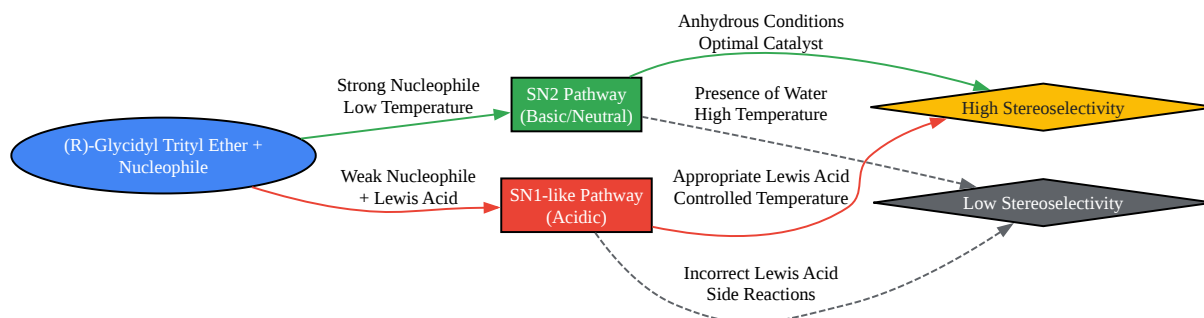 Anhydrous Conditions
Optimal Catalyst
Strong Nucleophile
Low Temperature
SN2 Pathway
(Basic/Neutral)
Presence of Water
High Temperature
High Stereoselectivity
(R)-Glycidyl Trityl Ether +
Nucleophile
Weak Nucleophile
+ Lewis Acid
SN1-like Pathway
(Acidic)
Appropriate Lewis Acid
Controlled Temperature
Low Stereoselectivity
Incorrect Lewis Acid
Side Reactions